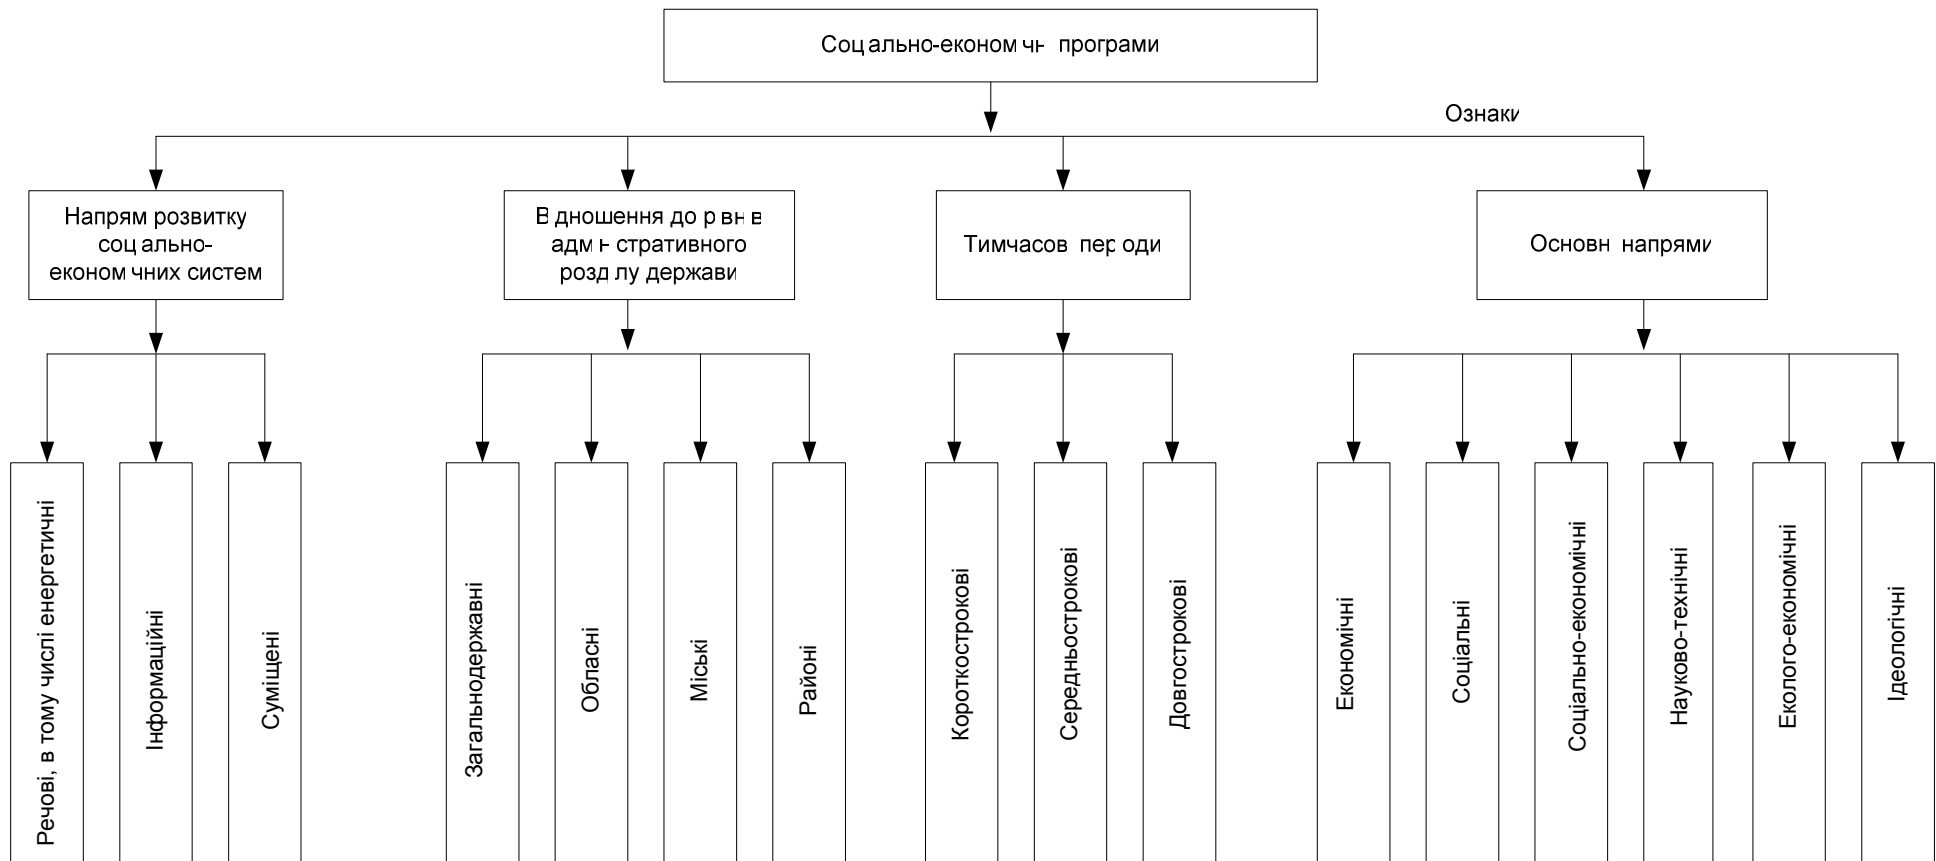 Соц ально-економ чн програми
Ознаки
Напрям розвитку
соц ально-
економ чних систем
В дношення до р вн в
адм н стративного
розд лу держави
Тимчасов пер оди
Основн напрями
Речові, в тому числі енергетичні
Інформаційні
Суміщені
Загальнодержавні
Обласні
Міські
Районі
Короткострокові
Середньострокові
Довгострокові
Економічні
Соціальні
Соціально-економічні
Науково-технічні
Еколого-економічні
Ідеологічні